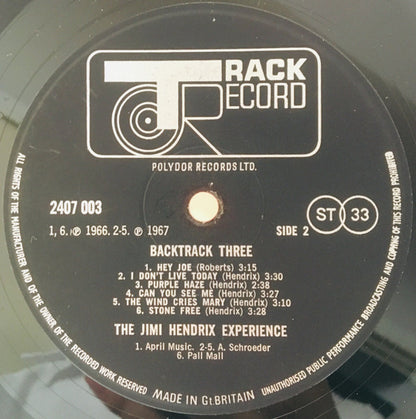 TRACK
RECORD
POLYDOR RECORDS LTD.
2407 003
ST 33
1, 6. ℗ 1966. 2-5. ℗ 1967
SIDE 2
BACKTRACK THREE
1. HEY JOE (Roberts) 3:15
2. I DON'T LIVE TODAY (Hendrix) 3:30
3. PURPLE HAZE (Hendrix) 2:38
4. CAN YOU SEE ME (Hendrix) 3:27
5. THE WIND CRIES MARY (Hendrix) 3:10
6. STONE FREE (Hendrix) 3:28
THE JIMI HENDRIX EXPERIENCE
1. April Music. 2-5. A. Schroeder
6. Pall Mall
ALL RIGHTS OF THE MANUFACTURER AND OF THE OWNER OF THE RECORDED WORK RESERVED
MADE IN Gt.BRITAIN
UNAUTHORISED PUBLIC PERFORMANCE BROADCASTING AND COPYING OF THIS RECORD PROHIBITED